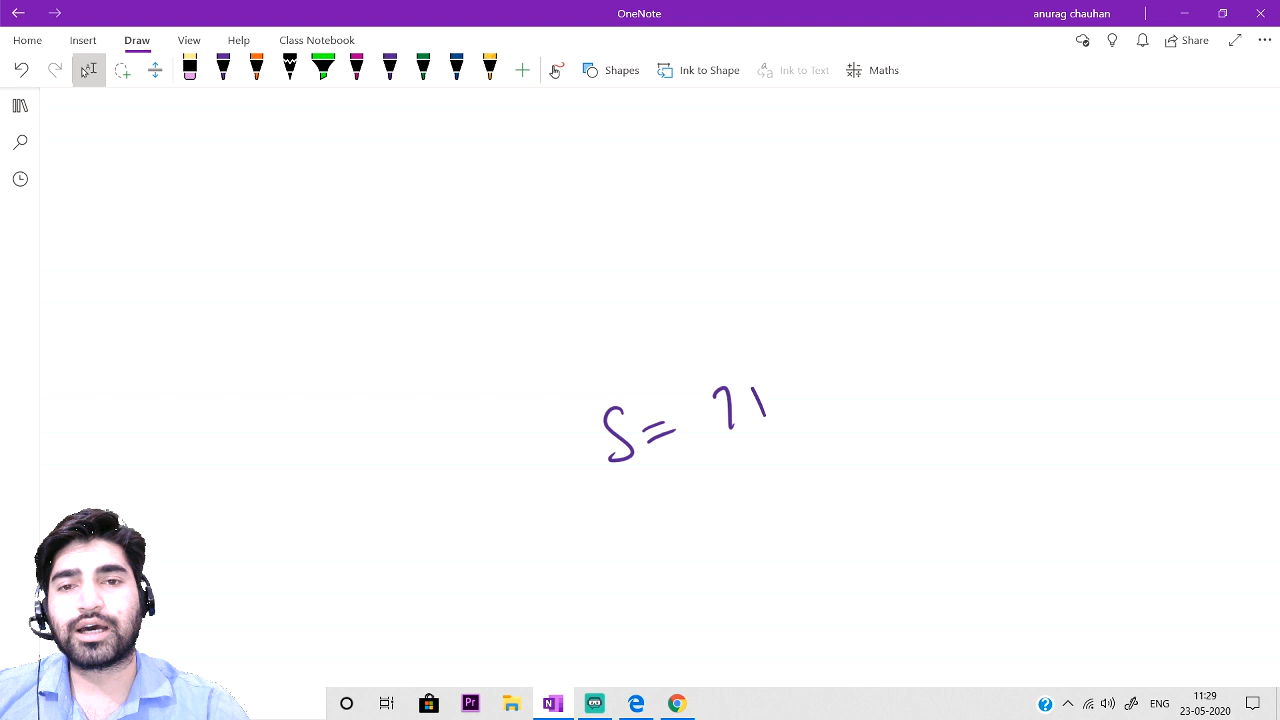 OneNote
anurag chauhan
Home Insert Draw View Help Class Notebook
Share
Shapes Ink to Shape Ink to Text Maths
S=
Pr
ENG
11:29
23-05-2020